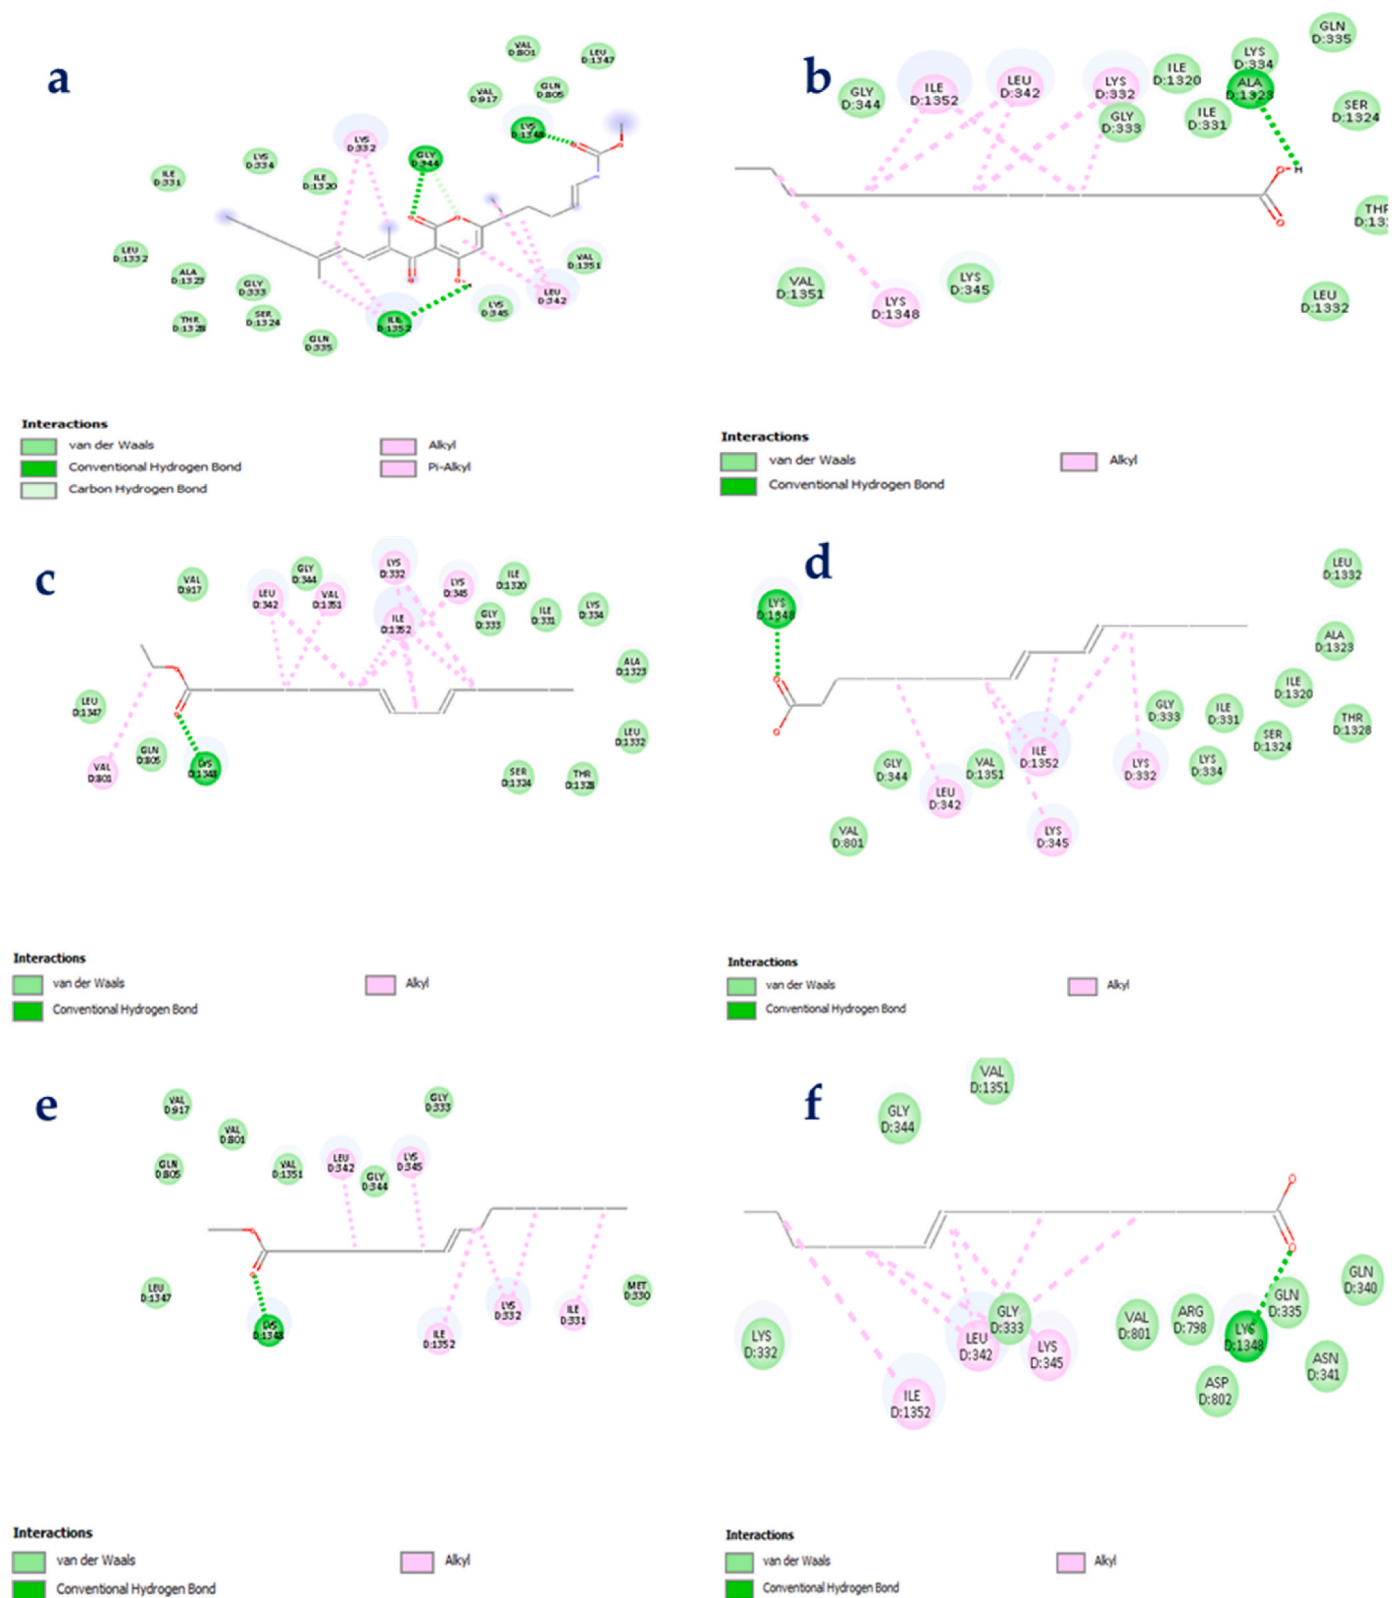 a
VAL
D:801
LEU
D:1347
VAL
D:917
GLN
D:805
LYS
D:1348
LYS
D:332
GLY
D:344
LYS
D:334
ILE
D:331
ILE
D:1320
LEU
D:1332
ALA
D:1323
GLY
D:333
THR
D:1328
SER
D:1324
GLN
D:335
ILE
D:1352
LYS
D:345
LEU
D:342
VAL
D:1351
O
O
O
O
O
O
H
N
Interactions
van der Waals
Conventional Hydrogen Bond
Carbon Hydrogen Bond
Alkyl
Pi-Alkyl
b
GLN
D:335
LYS
D:334
ILE
D:1320
ALA
D:1323
GLY
D:344
ILE
D:1352
LEU
D:342
LYS
D:332
GLY
D:333
ILE
D:331
SER
D:1324
O
H
O
THR
LEU
D:1332
VAL
D:1351
LYS
D:1348
LYS
D:345
Interactions
van der Waals
Conventional Hydrogen Bond
Alkyl
c
VAL
D:917
LEU
D:342
GLY
D:344
VAL
D:1351
LYS
D:332
LYS
D:345
ILE
D:1320
ILE
D:1352
GLY
D:333
ILE
D:331
LYS
D:334
ALA
D:1323
O
O
LEU
D:1347
GLN
D:805
VAL
D:801
LYS
D:1348
LEU
D:1332
SER
D:1324
THR
D:1328
Interactions
van der Waals
Conventional Hydrogen Bond
Alkyl
d
LYS
D:1348
LEU
D:1332
ALA
D:1323
ILE
D:1320
THR
D:1328
GLY
D:333
ILE
D:331
SER
D:1324
LYS
D:334
O
O
GLY
D:344
VAL
D:1351
ILE
D:1352
LYS
D:332
LEU
D:342
VAL
D:801
LYS
D:345
Interactions
van der Waals
Conventional Hydrogen Bond
Alkyl
e
VAL
D:917
VAL
D:801
GLY
D:333
GLN
D:805
VAL
D:1351
LEU
D:342
GLY
D:344
LYS
D:345
O
O
LEU
D:1347
LYS
D:1348
ILE
D:1352
LYS
D:332
ILE
D:331
MET
D:330
Interactions
van der Waals
Conventional Hydrogen Bond
Alkyl
f
VAL
D:1351
GLY
D:344
O
O
LYS
D:332
ILE
D:1352
LEU
D:342
GLY
D:333
LYS
D:345
VAL
D:801
ARG
D:798
LYS
D:1348
GLN
D:335
GLN
D:340
ASN
D:341
ASP
D:802
Interactions
van der Waals
Conventional Hydrogen Bond
Alkyl